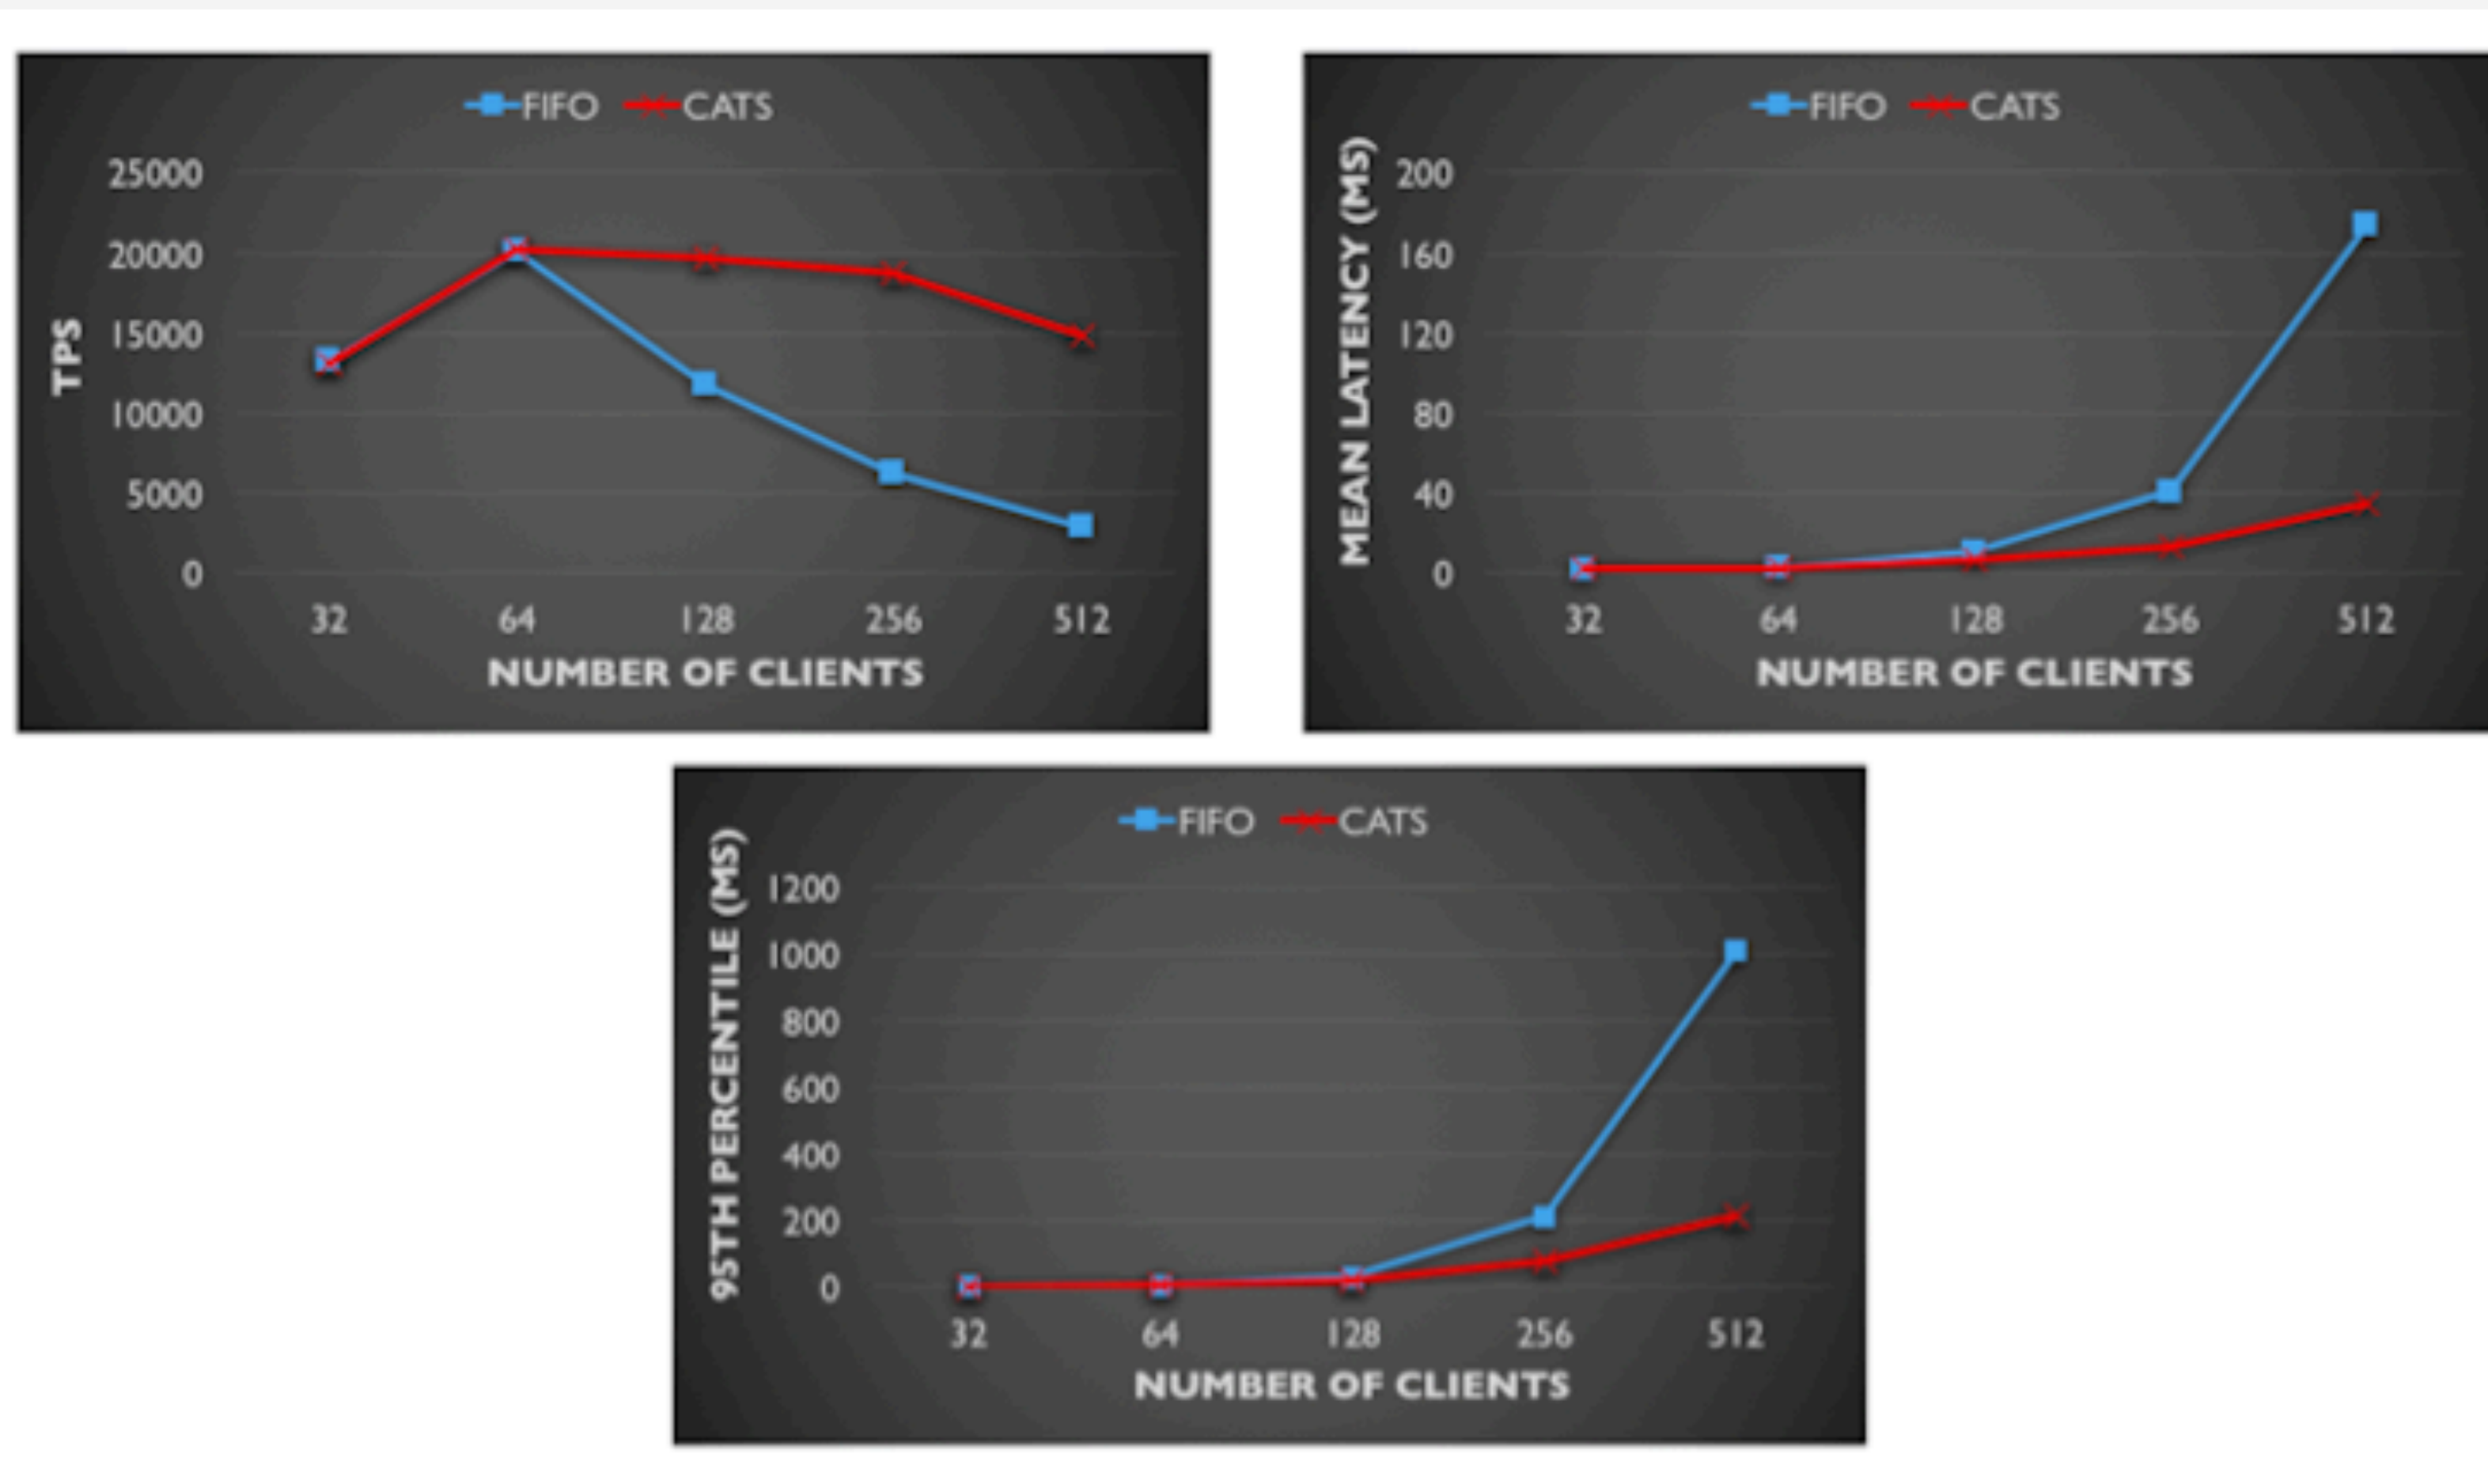 FIFO CATS
TPS
25000
20000
15000
10000
5000
0
32 64 128 256 512
NUMBER OF CLIENTS
FIFO CATS
MEAN LATENCY (MS)
200
160
120
80
40
0
32 64 128 256 512
NUMBER OF CLIENTS
FIFO CATS
95TH PERCENTILE (MS)
1200
1000
800
600
400
200
0
32 64 128 256 512
NUMBER OF CLIENTS